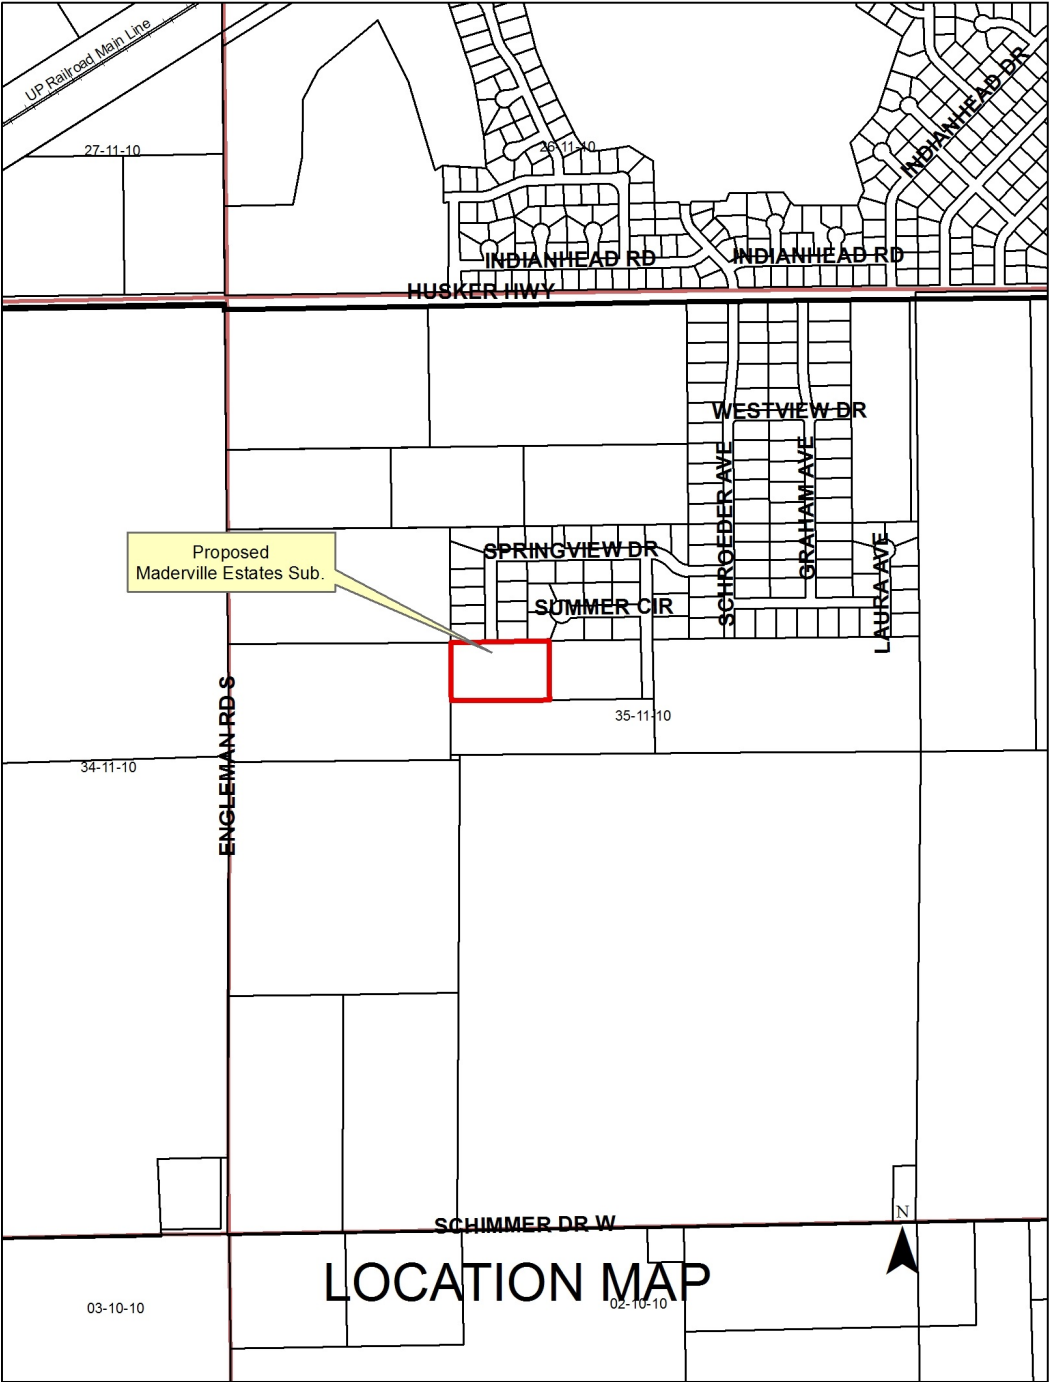 UP Railroad Main Line
INDIANHEAD DR
27-11-10
26-11-10
INDIANHEAD RD
INDIANHEAD RD
HUSKER HWY
WESTVIEW DR
SCHROEDER AVE
GRAHAM AVE
LAURA AVE
Proposed
Maderville Estates Sub.
SPRINGVIEW DR
SUMMER CIR
ENGLEMAN RD S
35-11-10
34-11-10
N
SCHIMMER DR W
LOCATION MAP
03-10-10
02-10-10